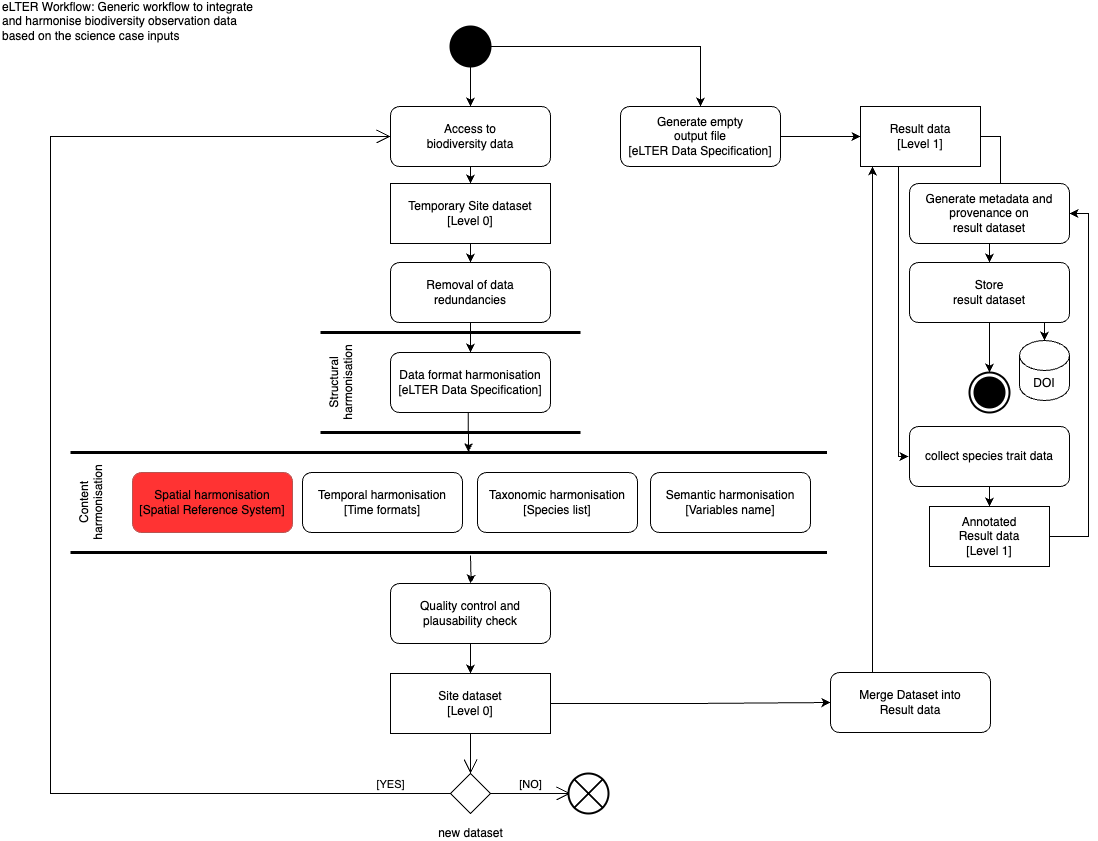 eLTER Workflow: Generic workflow to integrate
and harmonise biodiversity observation data
based on the science case inputs
Access to
biodiversity data
Generate empty
output file
[eLTER Data Specification]
Result data
[Level 1]
Temporary Site dataset
[Level 0]
Generate metadata and
provenance on
result dataset
Removal of data
redundancies
Store
result dataset
Structural
harmonisation
Data format harmonisation
[eLTER Data Specification]
DOI
collect species trait data
Content
harmonisation
Spatial harmonisation
[Spatial Reference System]
Temporal harmonisation
[Time formats]
Taxonomic harmonisation
[Species list]
Semantic harmonisation
[Variables name]
Annotated
Result data
[Level 1]
Quality control and
plausability check
Site dataset
[Level 0]
Merge Dataset into
Result data
[YES]
[NO]
new dataset